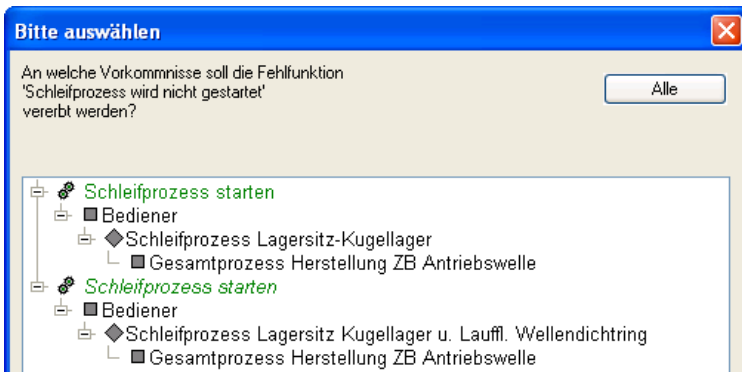 Bitte auswählen
An welche Vorkommnisse soll die Fehlfunktion
'Schleifprozess wird nicht gestartet'
vererbt werden?
Alle
Schleifprozess starten
Bediener
Schleifprozess Lagersitz-Kugellager
Gesamtprozess Herstellung ZB Antriebswelle
Schleifprozess starten
Bediener
Schleifprozess Lagersitz Kugellager u. Lauffl. Wellendichtring
Gesamtprozess Herstellung ZB Antriebswelle